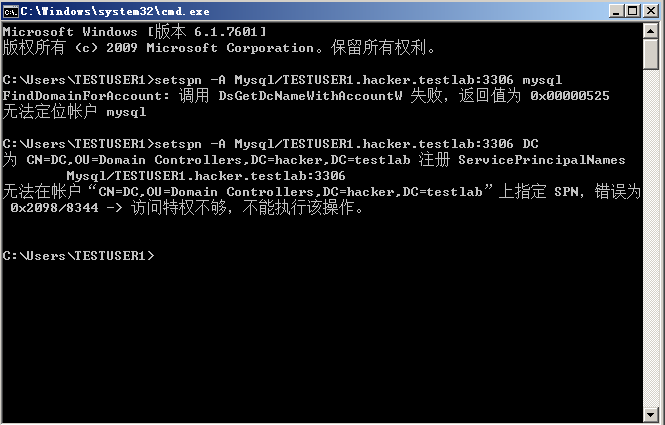 C:\Windows\system32\cmd.exe
Microsoft Windows [版本 6.1.7601]
版权所有 (c) 2009 Microsoft Corporation。保留所有权利。
C:\Users\TESTUSER1>setspn -A Mysql/TESTUSER1.hacker.testlab:3306 mysql
FindDomainForAccount: 调用 DsGetDcNameWithAccountW 失败，返回值为 0x00000525
无法定位帐户 mysql
C:\Users\TESTUSER1>setspn -A Mysql/TESTUSER1.hacker.testlab:3306 DC
为 CN=DC,OU=Domain Controllers,DC=hacker,DC=testlab 注册 ServicePrincipalNames
Mysql/TESTUSER1.hacker.testlab:3306
无法在帐户“CN=DC,OU=Domain Controllers,DC=hacker,DC=testlab”上指定 SPN，错误为
0x2098/8344 -> 访问特权不够，不能执行该操作。
C:\Users\TESTUSER1>